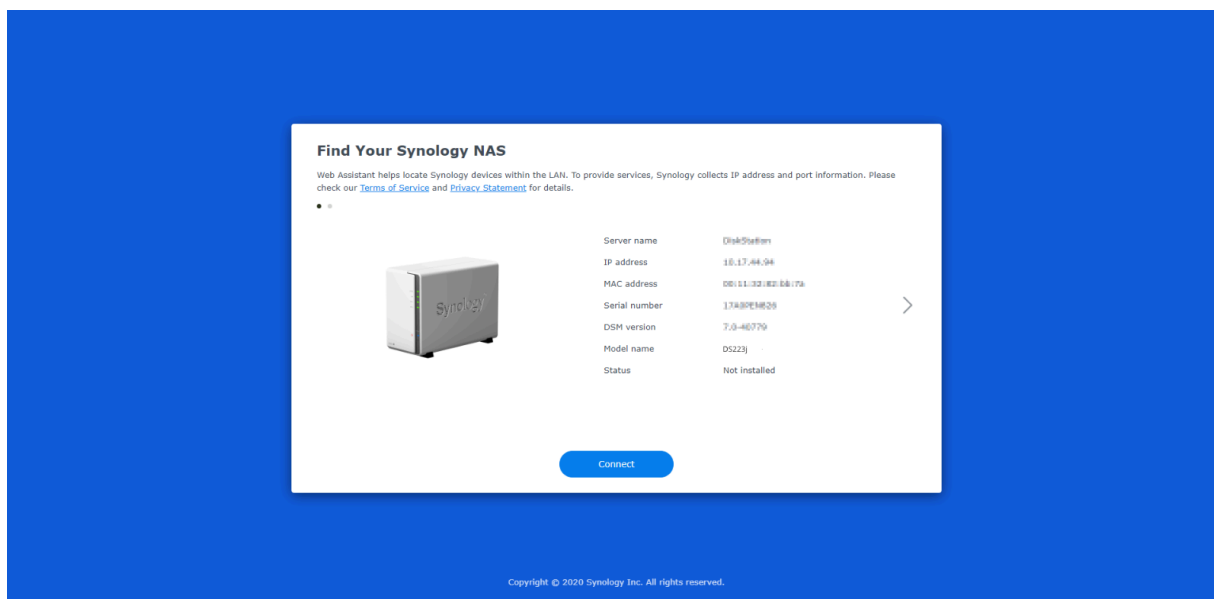 Find Your Synology NAS
Web Assistant helps locate Synology devices within the LAN. To provide services, Synology collects IP address and port information. Please
check our Terms of Service and Privacy Statement for details.
Synology
Server name DiskStation
IP address
MAC address
Serial number
DSM version
Model name DS223j
Status Not installed
Connect
Copyright © 2020 Synology Inc. All rights reserved.